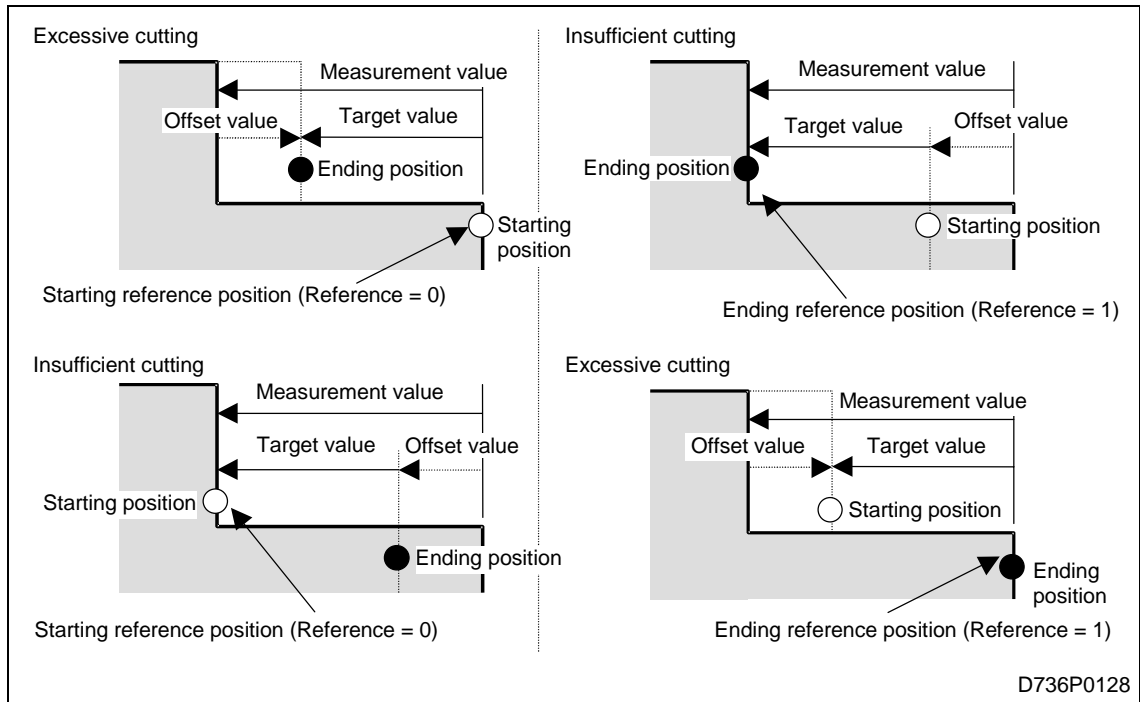 Excessive cutting
Measurement value
Offset value
Target value
Ending position
Starting
position
Starting reference position (Reference = 0)
Insufficient cutting
Measurement value
Target value
Offset value
Ending position
Starting position
Ending reference position (Reference = 1)
Insufficient cutting
Measurement value
Target value
Offset value
Starting position
Ending position
Starting reference position (Reference = 0)
Excessive cutting
Measurement value
Offset value
Target value
Starting position
Ending
position
Ending reference position (Reference = 1)
D736P0128